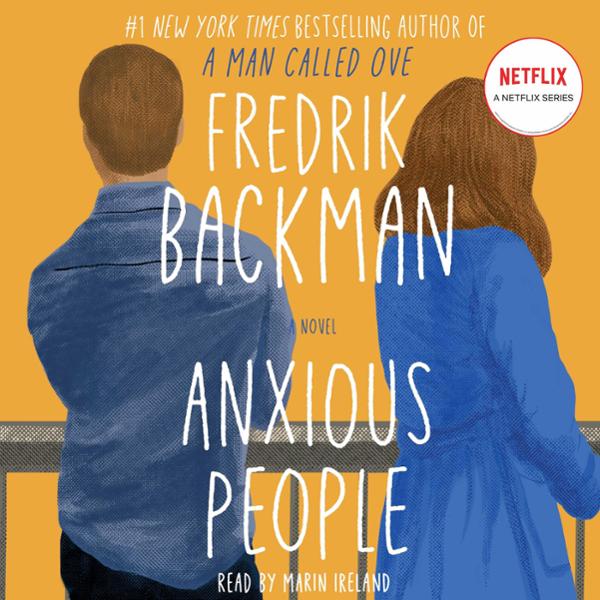 #1 NEW YORK TIMES BESTSELLING AUTHOR OF
A MAN CALLED OVE
NETFLIX
A NETFLIX SERIES
FREDRIK
BACKMAN
A NOVEL
ANXIOUS
PEOPLE
READ BY MARIN IRELAND